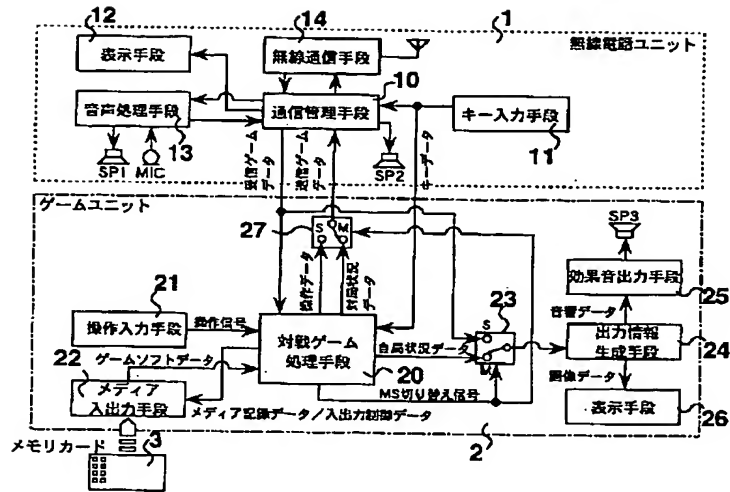 12
14
1
無線電話ユニット
表示手段
無線通信手段
10
音声処理手段
通信管理手段
キー入力手段
13
11
SP1 MIC
SP2
受信ゲームデータ
送信ゲームデータ
キーデータ
ゲームユニット
SP3
27
S
M
21
操作データ
対局状況データ
23
効果音出力手段
25
操作入力手段
操作信号
音響データ
対戦ゲーム処理手段
S
M
出力情報生成手段
24
22
ゲームソフトデータ
自局状況データ
20
画像データ
メディア入出力手段
MS切り替え信号
表示手段
26
メディア記録データ/入出力制御データ
メモリカード
3
2